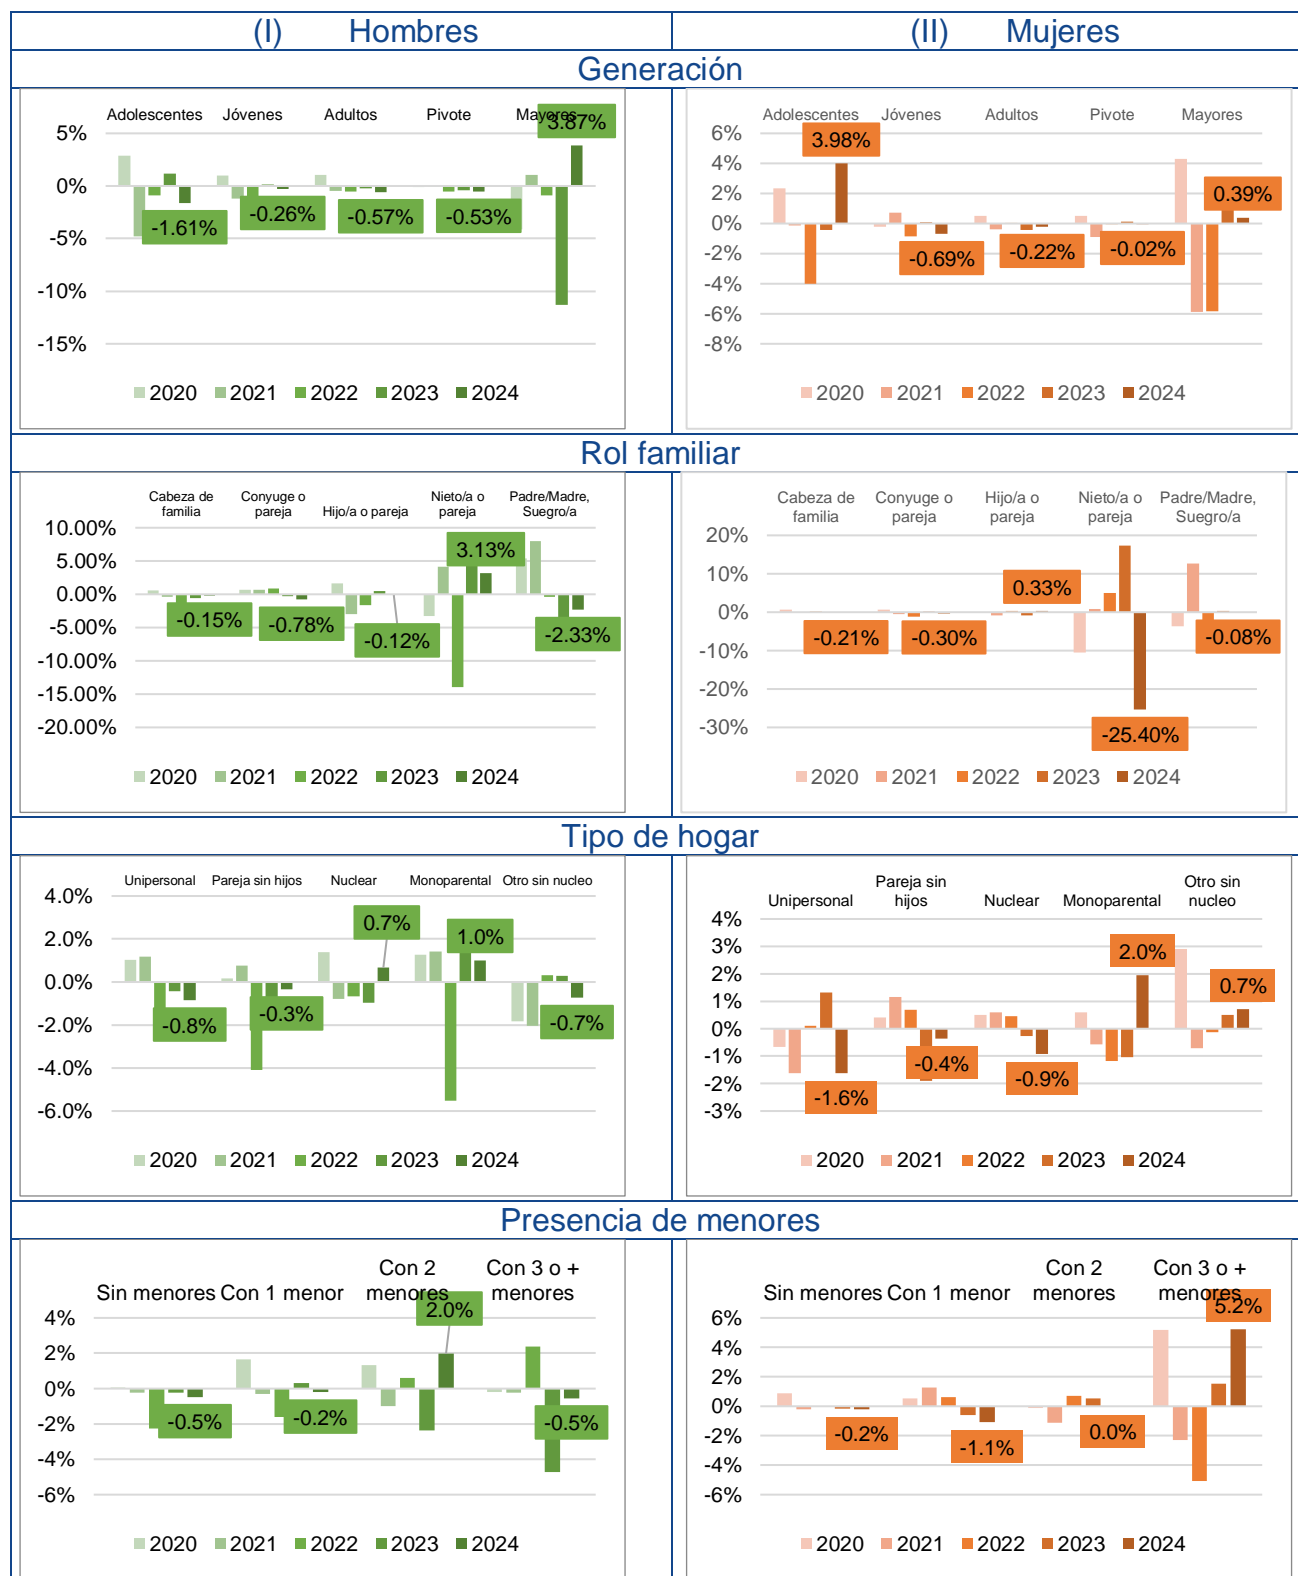 (I) Hombres
(II) Mujeres
Generación
Adolescentes Jóvenes Adultos Pivote Mayores
5%
0%
-5%
-10%
-15%
3.87%
-1.61%
-0.26%
-0.57%
-0.53%
2020 2021 2022 2023 2024
Adolescentes Jóvenes Adultos Pivote Mayores
6%
4%
2%
0%
-2%
-4%
-6%
-8%
3.98%
0.39%
-0.69%
-0.22%
-0.02%
2020 2021 2022 2023 2024
Rol familiar
Cabeza de familia
Conyuge o pareja
Hijo/a o pareja
Nieto/a o pareja
Padre/Madre, Suegro/a
10.00%
5.00%
0.00%
-5.00%
-10.00%
-15.00%
-20.00%
3.13%
-0.15%
-0.78%
-0.12%
-2.33%
2020 2021 2022 2023 2024
Cabeza de familia
Conyuge o pareja
Hijo/a o pareja
Nieto/a o pareja
Padre/Madre, Suegro/a
20%
10%
0%
-10%
-20%
-30%
0.33%
-0.21%
-0.30%
-0.08%
-25.40%
2020 2021 2022 2023 2024
Tipo de hogar
Unipersonal Pareja sin hijos Nuclear Monoparental Otro sin nucleo
4.0%
2.0%
0.0%
-2.0%
-4.0%
-6.0%
0.7%
1.0%
-0.8%
-0.3%
-0.7%
2020 2021 2022 2023 2024
Unipersonal
Pareja sin hijos
Nuclear
Monoparental
Otro sin nucleo
4%
3%
2%
1%
0%
-1%
-2%
-3%
2.0%
0.7%
-0.4%
-0.9%
-1.6%
2020 2021 2022 2023 2024
Presencia de menores
Sin menores Con 1 menor
Con 2 menores
Con 3 o + menores
4%
2%
0%
-2%
-4%
-6%
2.0%
-0.5%
-0.2%
-0.5%
2020 2021 2022 2023 2024
Sin menores Con 1 menor
Con 2 menores
Con 3 o + menores
6%
4%
2%
0%
-2%
-4%
-6%
5.2%
-0.2%
-1.1%
0.0%
2020 2021 2022 2023 2024